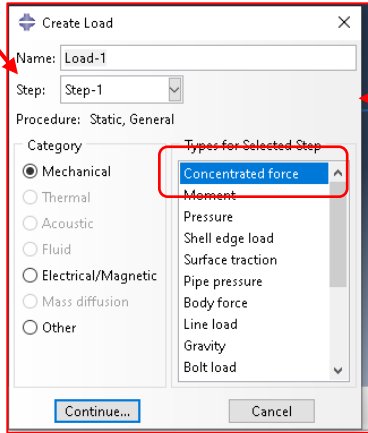 Create Load
Name: Load-1
Step: Step-1
Procedure: Static, General
Category
Mechanical
Thermal
Acoustic
Fluid
Electrical/Magnetic
Mass diffusion
Other
Types for Selected Step
Concentrated force
Moment
Pressure
Shell edge load
Surface traction
Pipe pressure
Body force
Line load
Gravity
Bolt load
Continue...
Cancel